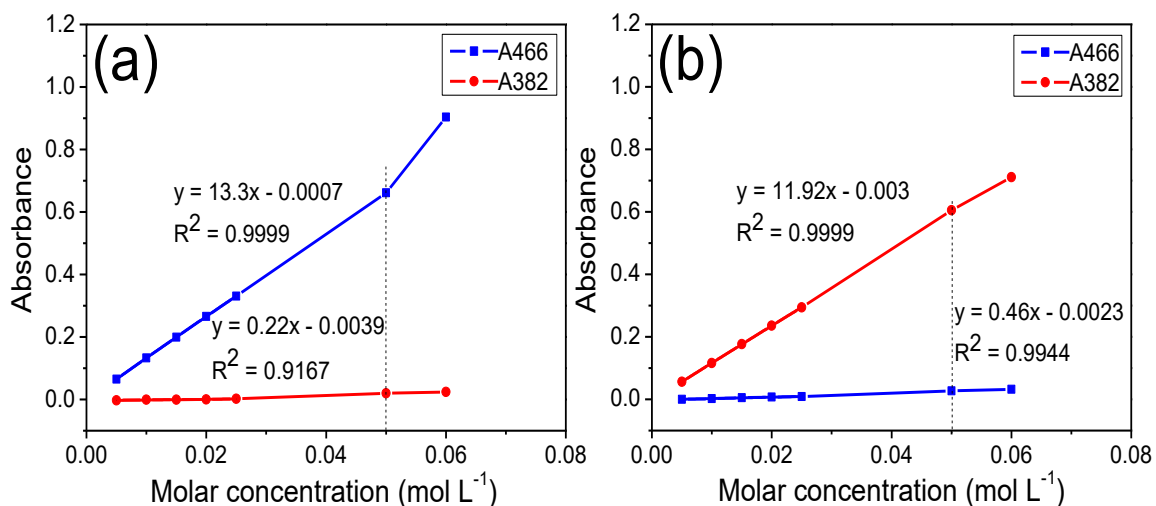 (a)
A466
A382
1.2
1.0
0.8
0.6
0.4
0.2
0.0
Absorbance
y = 13.3x - 0.0007
R² = 0.9999
y = 0.22x - 0.0039
R² = 0.9167
0.00 0.02 0.04 0.06 0.08
Molar concentration (mol L⁻¹)
(b)
A466
A382
1.2
1.0
0.8
0.6
0.4
0.2
0.0
Absorbance
y = 11.92x - 0.003
R² = 0.9999
y = 0.46x - 0.0023
R² = 0.9944
0.00 0.02 0.04 0.06 0.08
Molar concentration (mol L⁻¹)